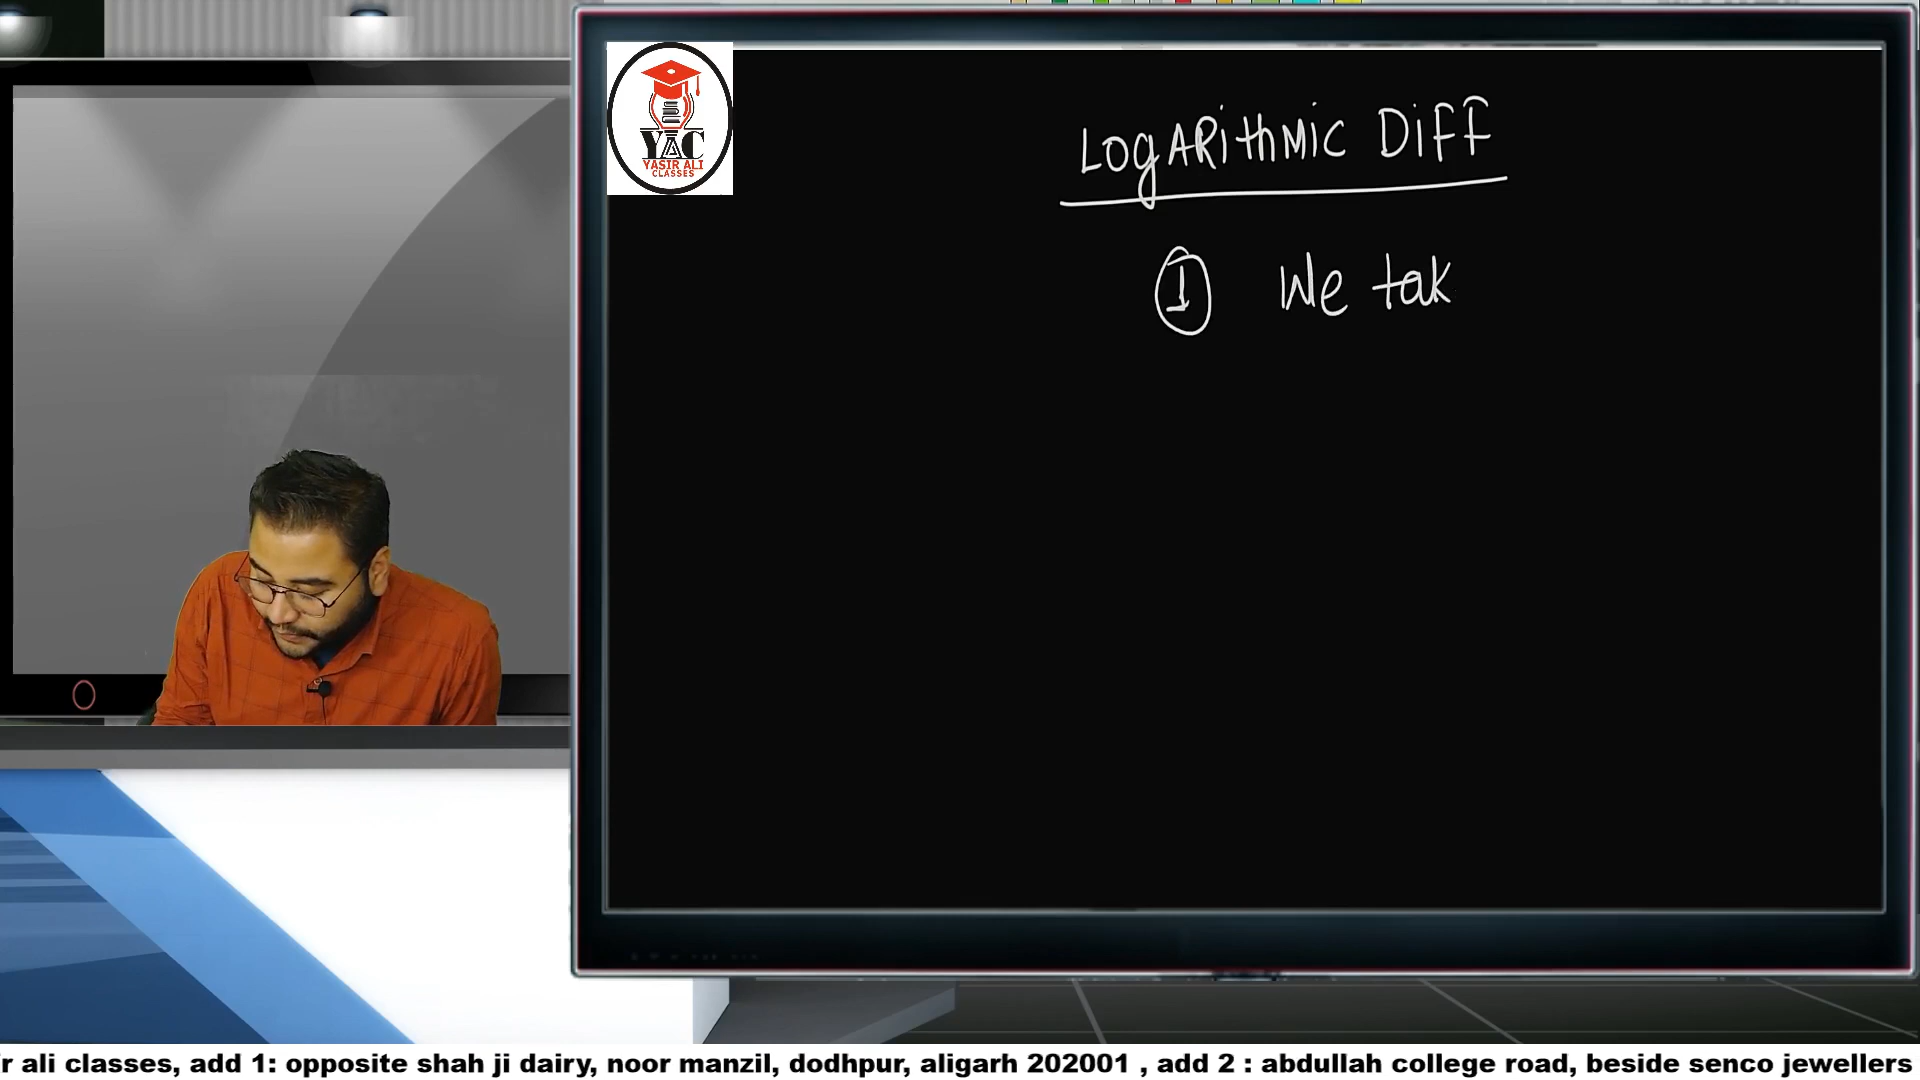 YAC
YASIR ALI
CLASSES
LOgARithMic DiFF
1 We tak
r ali classes, add 1: opposite shah ji dairy, noor manzil, dodhpur, aligarh 202001 , add 2 : abdullah college road, beside senco jewellers